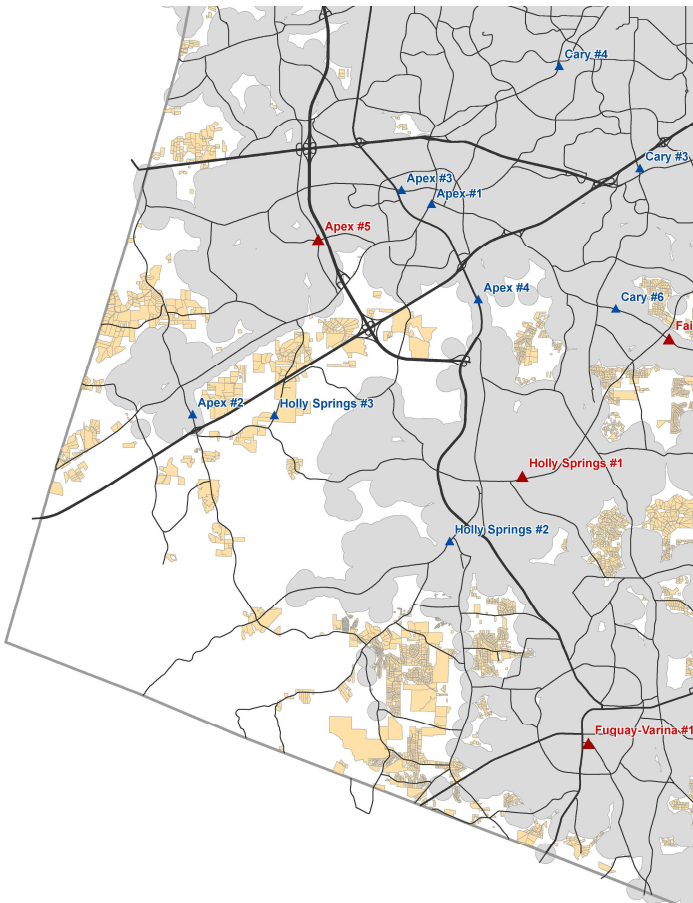 Cary #4
Cary #3
Apex #3
Apex #1
Apex #5
Apex #4
Cary #6
Fai
Apex #2
Holly Springs #3
Holly Springs #1
Holly Springs #2
Fuquay-Varina #1